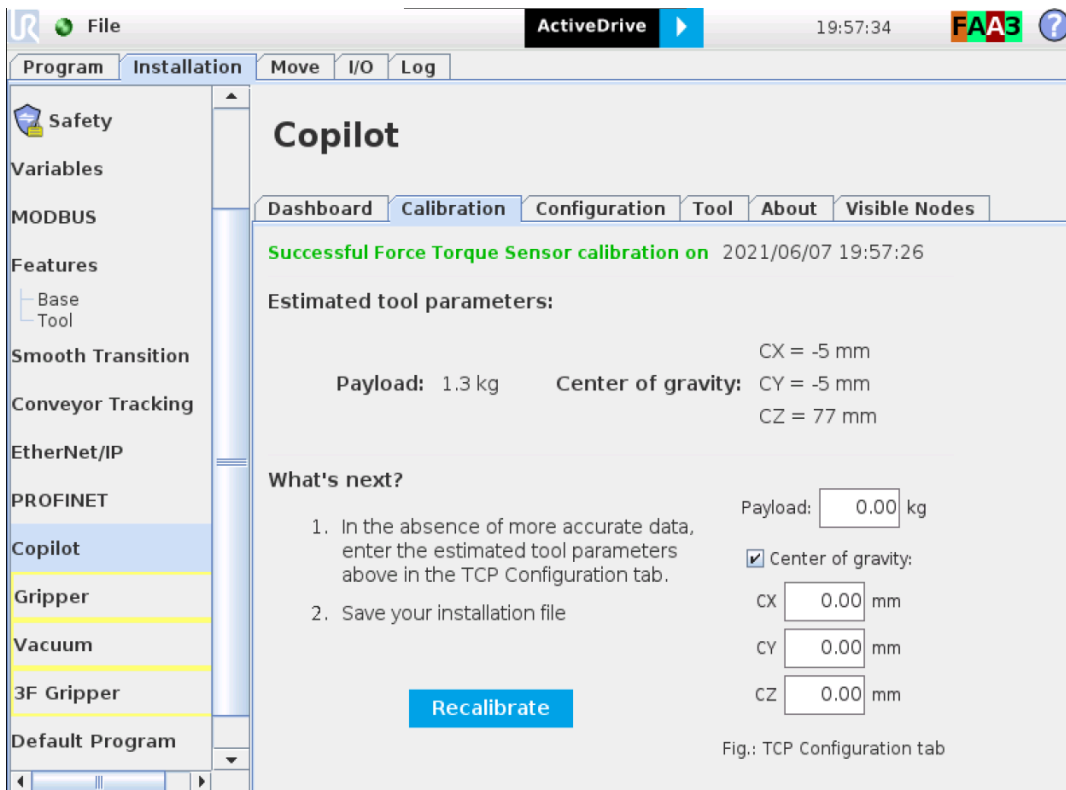 UR File ActiveDrive 19:57:34 FAA3 ?
Program Installation Move I/O Log
Safety
Variables
MODBUS
Features
Base
Tool
Smooth Transition
Conveyor Tracking
EtherNet/IP
PROFINET
Copilot
Gripper
Vacuum
3F Gripper
Default Program
Copilot
Dashboard Calibration Configuration Tool About Visible Nodes
Successful Force Torque Sensor calibration on 2021/06/07 19:57:26
Estimated tool parameters:
Payload: 1.3 kg
Center of gravity:
CX = -5 mm
CY = -5 mm
CZ = 77 mm
What's next?
1. In the absence of more accurate data,
enter the estimated tool parameters
above in the TCP Configuration tab.
2. Save your installation file
Recalibrate
Payload: 0.00 kg
Center of gravity:
CX 0.00 mm
CY 0.00 mm
CZ 0.00 mm
Fig.: TCP Configuration tab